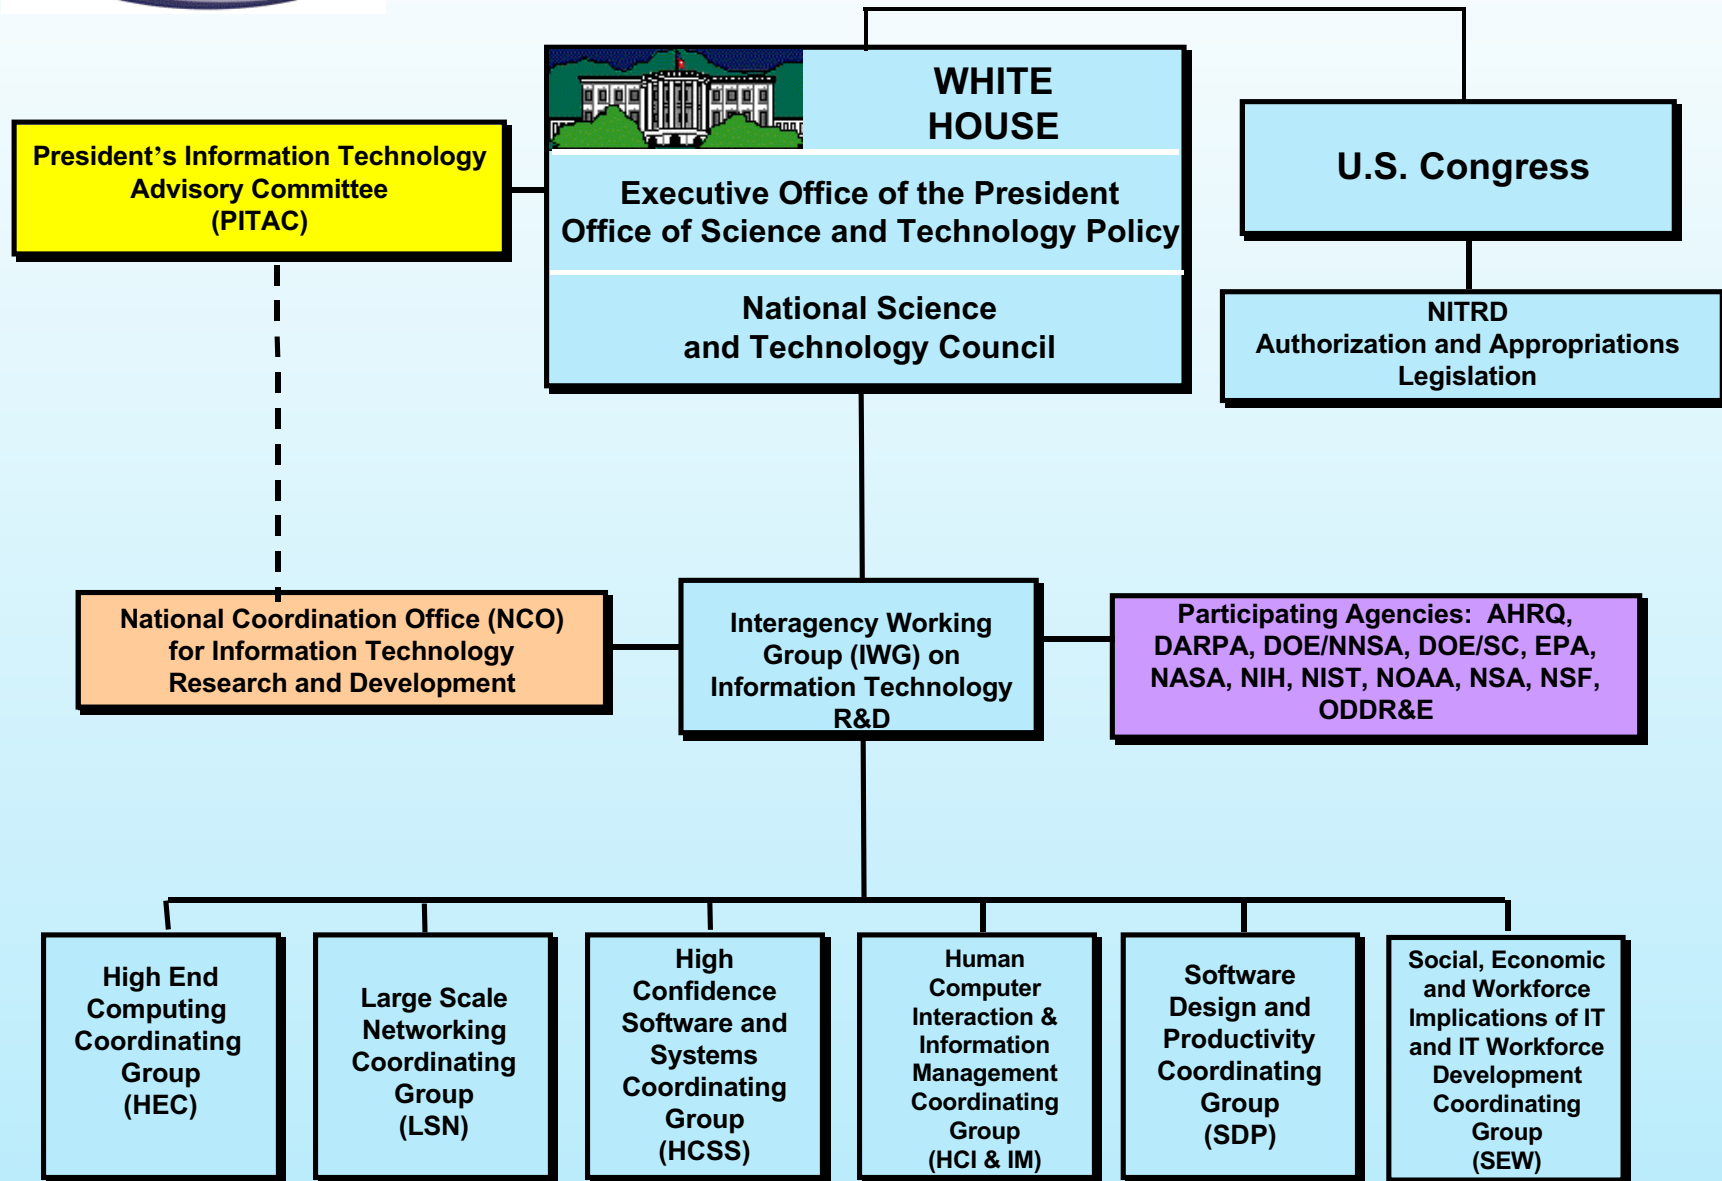 WHITE
HOUSE
President’s Information Technology
Advisory Committee
(PITAC)
Executive Office of the President
Office of Science and Technology Policy
National Science
and Technology Council
U.S. Congress
NITRD
Authorization and Appropriations
Legislation
National Coordination Office (NCO)
for Information Technology
Research and Development
Interagency Working
Group (IWG) on
Information Technology
R&D
Participating Agencies:  AHRQ,
DARPA, DOE/NNSA, DOE/SC, EPA,
NASA, NIH, NIST, NOAA, NSA, NSF,
ODDR&E
High End
Computing
Coordinating
Group
(HEC)
Large Scale
Networking
Coordinating
Group
(LSN)
High
Confidence
Software and
Systems
Coordinating
Group
(HCSS)
Human
Computer
Interaction &
Information
Management
Coordinating
Group
(HCI & IM)
Software
Design and
Productivity
Coordinating
Group
(SDP)
Social, Economic
and Workforce
Implications of IT
and IT Workforce
Development
Coordinating
Group
(SEW)